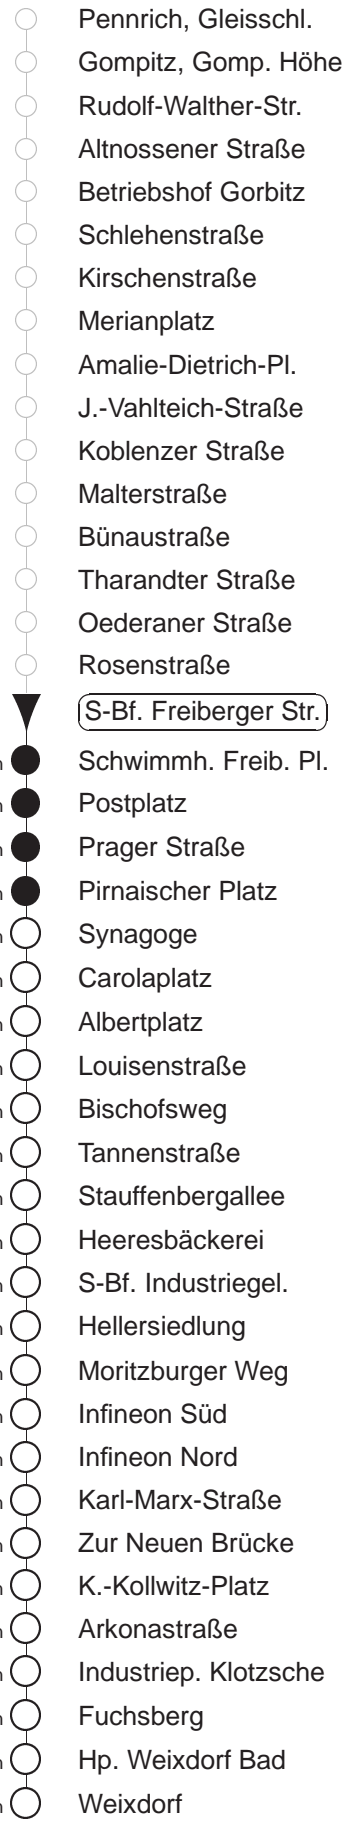 Pennrich, Gleisschl.
Gompitz, Gomp. Höhe
Rudolf-Walther-Str.
Altnossener Straße
Betriebshof Gorbitz
Schlehenstraße
Kirschenstraße
Merianplatz
Amalie-Dietrich-Pl.
J.-Vahlteich-Straße
Koblenzer Straße
Malterstraße
Bünaustraße
Tharandter Straße
Oederaner Straße
Rosenstraße
S-Bf. Freiberger Str.
Schwimmh. Freib. Pl.
Postplatz
Prager Straße
Pirnaischer Platz
Synagoge
Carolaplatz
Albertplatz
Louisenstraße
Bischofsweg
Tannenstraße
Stauffenbergallee
Heeresbäckerei
S-Bf. Industriegel.
Hellersiedlung
Moritzburger Weg
Infineon Süd
Infineon Nord
Karl-Marx-Straße
Zur Neuen Brücke
K.-Kollwitz-Platz
Arkonastraße
Industriep. Klotzsche
Fuchsberg
Hp. Weixdorf Bad
Weixdorf